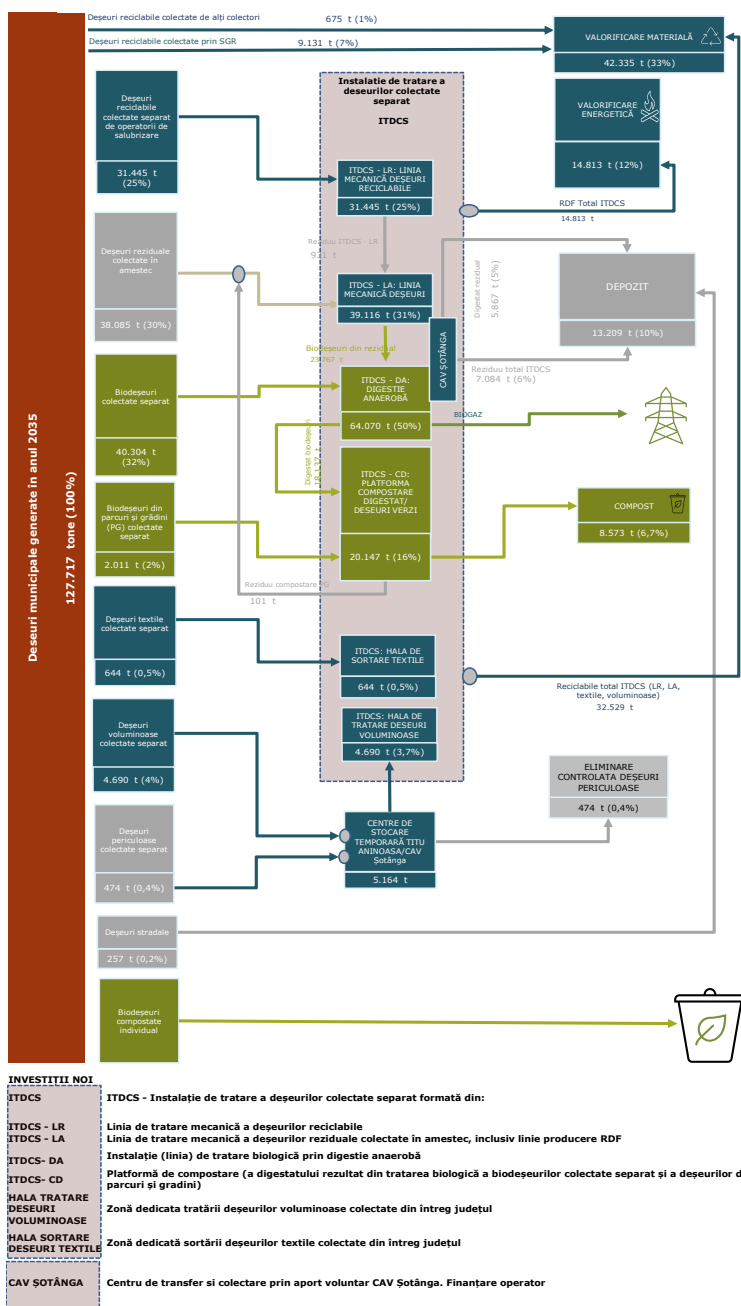 Deșeuri reciclabile colectate de alți colectori
675 t (1%)
Deșeuri reciclabile colectate prin SGR
9.131 t (7%)
VALORIFICARE MATERIALĂ
42.335 t (33%)
Deșeuri municipale generate în anul 2035
127.717 tone (100%)
Deșeuri
reciclabile
colectate separat
de operatorii de
salubrizare
31.445 t
(25%)
Instalatie de tratare a
deseurilor colectate
separat
ITDCS
VALORIFICARE
ENERGETICĂ
14.813 t (12%)
ITDCS - LR: LINIA
MECANICĂ DEȘEURI
RECICLABILE
31.445 t (25%)
RDF Total ITDCS
14.813 t
Deșeuri reziduale
colectate în
amestec
38.085 t (30%)
Reziduu ITDCS - LR
931 t
ITDCS - LA: LINIA
MECANICĂ DEȘEURI
39.116 t (31%)
Digestat rezidual
5.867 t (5%)
DEPOZIT
13.209 t (10%)
CAV ȘOTÂNGA
Biodeșeuri din rezidual
23.767 t
Reziduu total ITDCS
7.084 t (6%)
Biodeșeuri
colectate separat
40.304 t
(32%)
ITDCS - DA:
DIGESTIE
ANAEROBĂ
64.070 t (50%)
BIOGAZ
Digestat biodeșeuri
18.137 t
ITDCS - CD:
PLATFORMA
COMPOSTARE
DIGESTAT/
DEȘEURI VERZI
20.147 t (16%)
Biodeșeuri din
parcuri și grădini
(PG) colectate
separat
2.011 t (2%)
COMPOST
8.573 t (6,7%)
Reziduu compostare PG
101 t
Deșeuri textile
colectate separat
644 t (0,5%)
ITDCS: HALA DE
SORTARE TEXTILE
644 t (0,5%)
Reciclabile total ITDCS (LR, LA,
textile, voluminoase)
32.529 t
Deșeuri
voluminoase
colectate separat
4.690 t (4%)
ITDCS: HALA DE
TRATARE DEȘEURI
VOLUMINOASE
4.690 t (3,7%)
ELIMINARE
CONTROLATA DEȘEURI
PERICULOASE
474 t (0,4%)
Deșeuri
periculoase
colectate separat
474 t (0,4%)
CENTRE DE
STOCARE
TEMPORARĂ TITU
ANINOASA/CAV
Șotânga
5.164 t
Deșeuri stradale
257 t (0,2%)
Biodeșeuri
compostate
individual
INVESTIȚII NOI
ITDCS
ITDCS - Instalație de tratare a deșeurilor colectate separat formată din:
ITDCS - LR
Linia de tratare mecanică a deșeurilor reciclabile
ITDCS - LA
Linia de tratare mecanică a deșeurilor reziduale colectate în amestec, inclusiv linie producere RDF
ITDCS- DA
Instalație (linia) de tratare biologică prin digestie anaerobă
ITDCS- CD
Platformă de compostare (a digestatului rezultat din tratarea biologică a biodeșeurilor colectate separat și a deșeurilor d
parcuri și gradini)
HALA TRATARE
DEȘEURI
VOLUMINOASE
Zonă dedicata tratării deșeurilor voluminoase colectate din întreg județul
HALA SORTARE
DESEURI TEXTILE
Zonă dedicată sortării deșeurilor textile colectate din întreg județul
CAV ȘOTÂNGA
Centru de transfer si colectare prin aport voluntar CAV Șotânga. Finanțare operator